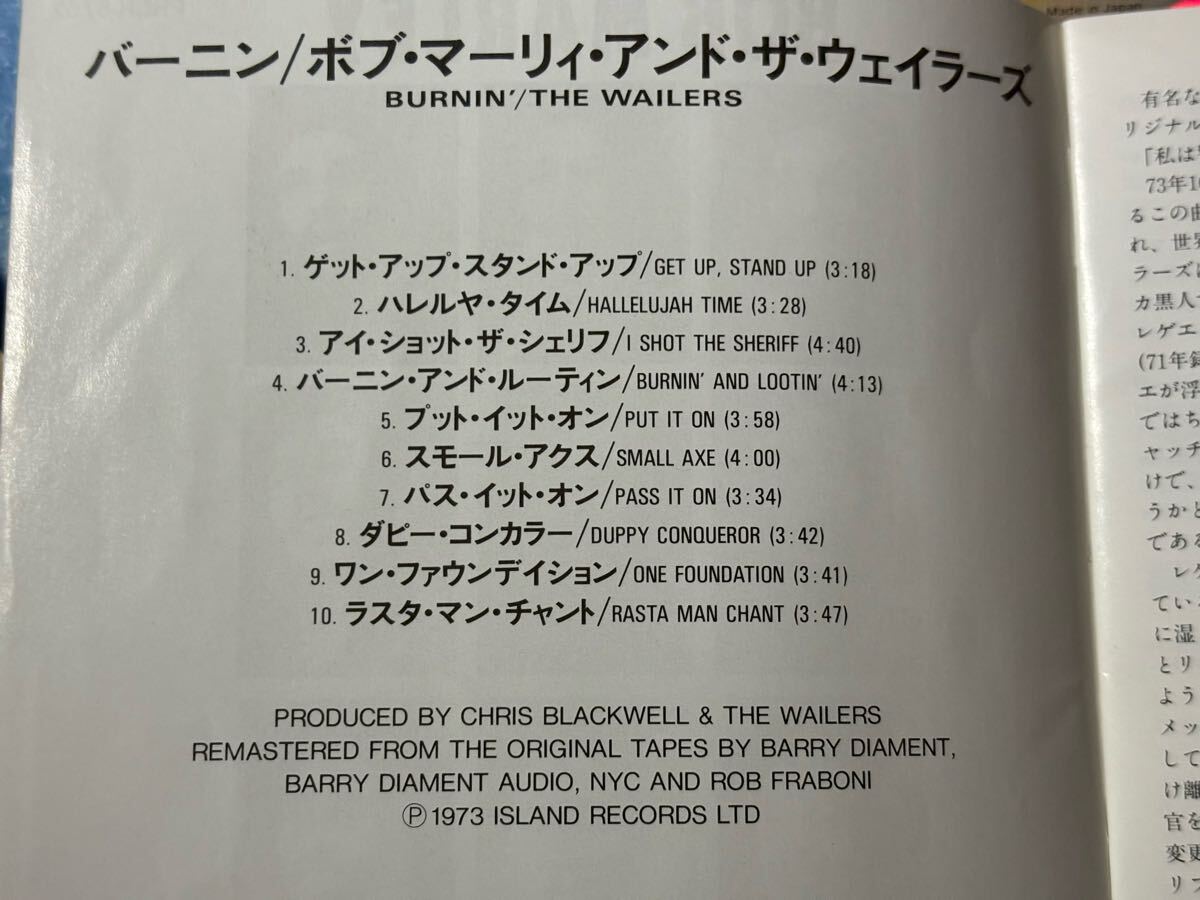 Made in Japan
バーニン/ボブ・マーリィ・アンド・ザ・ウェイラーズ
BURNIN'/THE WAILERS
1. ゲット・アップ・スタンド・アップ/GET UP, STAND UP (3:18)
2. ハレルヤ・タイム/HALLELUJAH TIME (3:28)
3. アイ・ショット・ザ・シェリフ/I SHOT THE SHERIFF (4:40)
4. バーニン・アンド・ルーティン/BURNIN' AND LOOTIN' (4:13)
5. プット・イット・オン/PUT IT ON (3:58)
6. スモール・アクス/SMALL AXE (4:00)
7. パス・イット・オン/PASS IT ON (3:34)
8. ダピー・コンカラー/DUPPY CONQUEROR (3:42)
9. ワン・ファウンデイション/ONE FOUNDATION (3:41)
10. ラスタ・マン・チャント/RASTA MAN CHANT (3:47)
PRODUCED BY CHRIS BLACKWELL & THE WAILERS
REMASTERED FROM THE ORIGINAL TAPES BY BARRY DIAMENT,
BARRY DIAMENT AUDIO, NYC AND ROB FRABONI
Ⓟ1973 ISLAND RECORDS LTD
有名な
リジナル
「私は
73年1
るこの曲
れ、世界
ラーズに
カ黒人
レゲエ
(71年録
エが浮
ではち
ャッチ
けで、
うかと
である
レゲ
ている
に湿
とリ
よう
メッ
して
け離
官を
変更
リフ